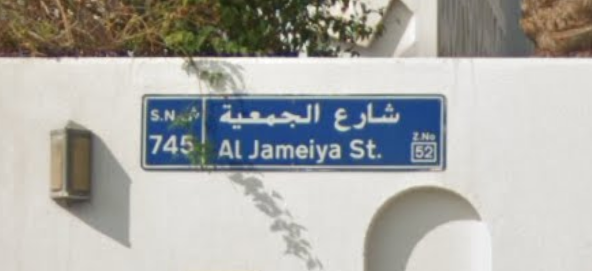 S.N ش شارع الجمعية
745 Al Jameiya St. Z.No 52